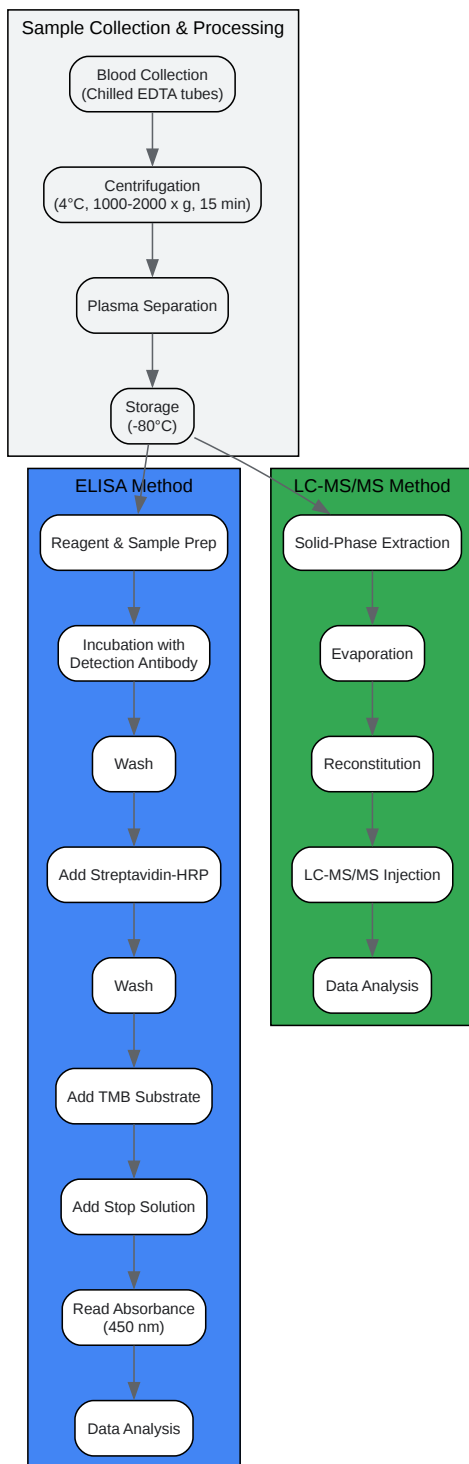 Sample Collection & Processing
Blood Collection
(Chilled EDTA tubes)
Centrifugation
(4°C, 1000-2000 x g, 15 min)
Plasma Separation
Storage
(-80°C)
ELISA Method
Reagent & Sample Prep
Incubation with
Detection Antibody
Wash
Add Streptavidin-HRP
Wash
Add TMB Substrate
Add Stop Solution
Read Absorbance
(450 nm)
Data Analysis
LC-MS/MS Method
Solid-Phase Extraction
Evaporation
Reconstitution
LC-MS/MS Injection
Data Analysis